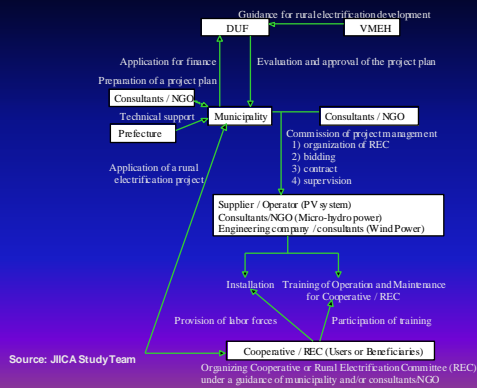 Guidance for rural electrification development
DUF
VMEH
Application for finance
Evaluation and approval of the project plan
Preparation of a project plan
Consultants / NGO
Technical support
Municipality
Consultants / NGO
Prefecture
Commission of project management
1) organization of REC
2) bidding
3) contract
4) supervision
Application of a rural
electrification project
Supplier / Operator (PV system)
Consultants/NGO (Micro-hydro power)
Engineering company / consultants (Wind Power)
Installation
Training of Operation and Maintenance
for Cooperative / REC
Provision of labor forces
Participation of training
Cooperative / REC (Users or Beneficiaries)
Source: JIICA Study Team
Organizing Cooperative or Rural Electrification Committee (REC)
under a guidance of municipality and/or consultants/NGO